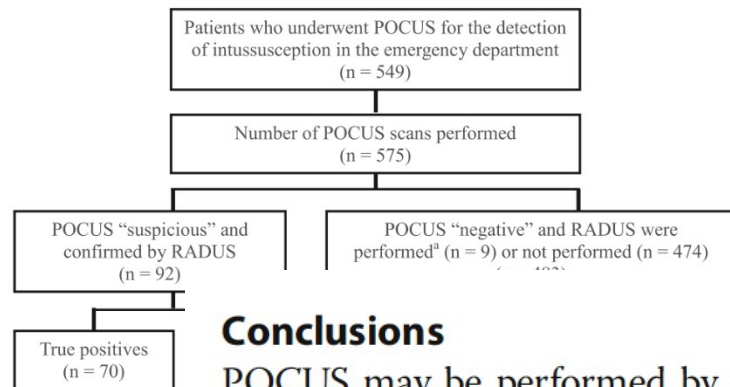 Patients who underwent POCUS for the detection
of intussusception in the emergency department
(n = 549)
Number of POCUS scans performed
(n = 575)
POCUS “suspicious” and
confirmed by RADUS
(n = 92)
POCUS “negative” and RADUS were
performedᵃ (n = 9) or not performed (n = 474)
True positives
(n = 70)
Conclusions
POCUS may be performed by